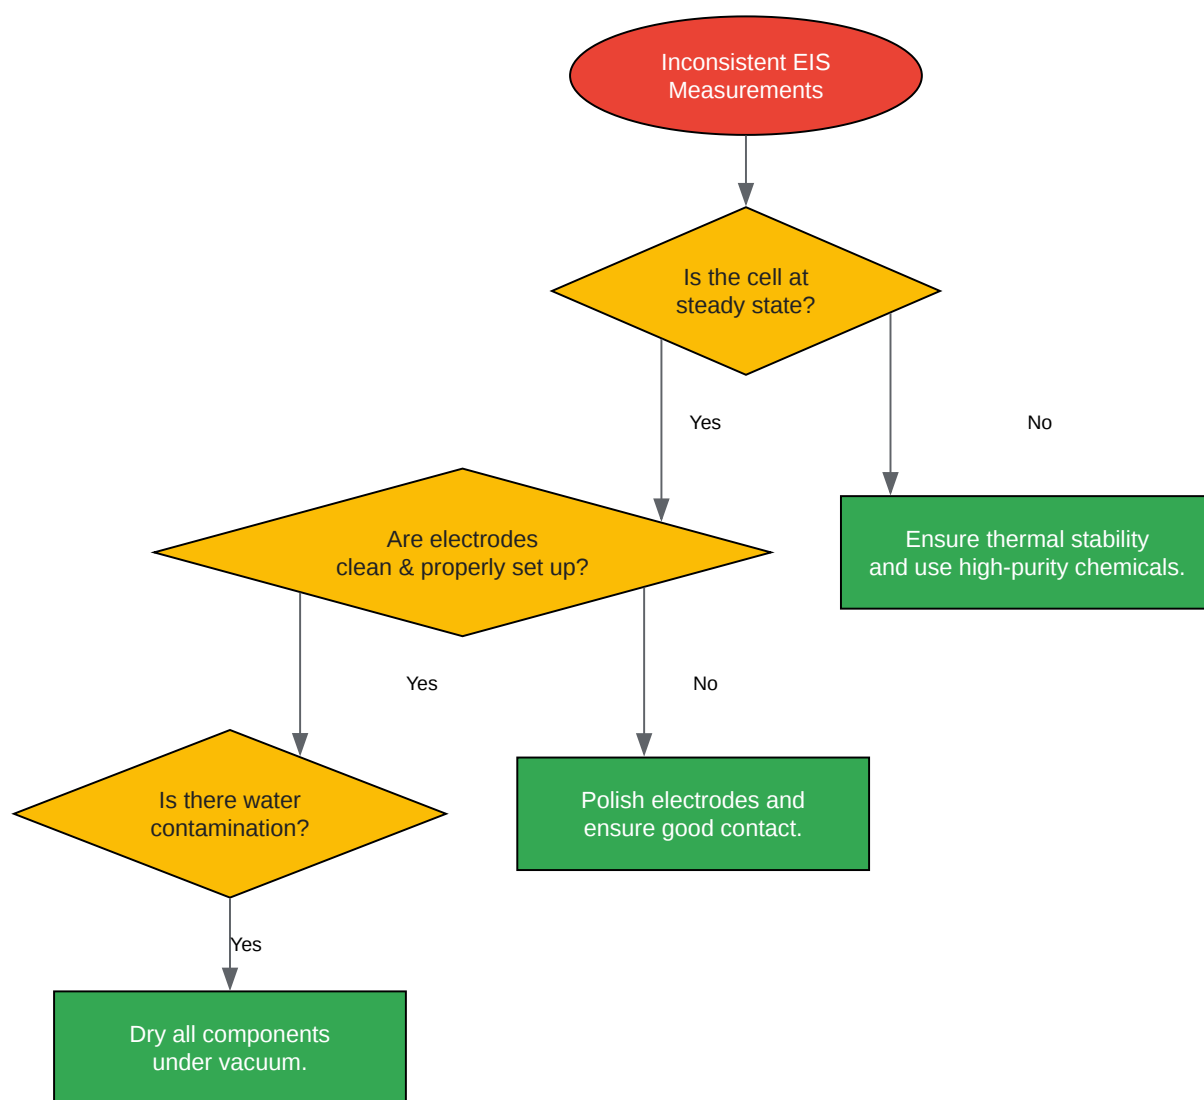 Inconsistent EIS
Measurements
Is the cell at
steady state?
Yes
No
Are electrodes
clean & properly set up?
Ensure thermal stability
and use high-purity chemicals.
Yes
No
Is there water
contamination?
Polish electrodes and
ensure good contact.
Yes
Dry all components
under vacuum.